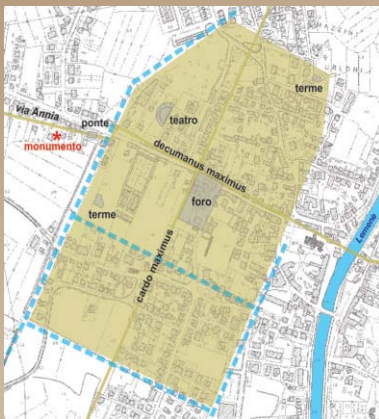 terme
via Annia
ponte
teatro
monumento
decumanus maximus
terme
foro
cardo maximus
Lemene